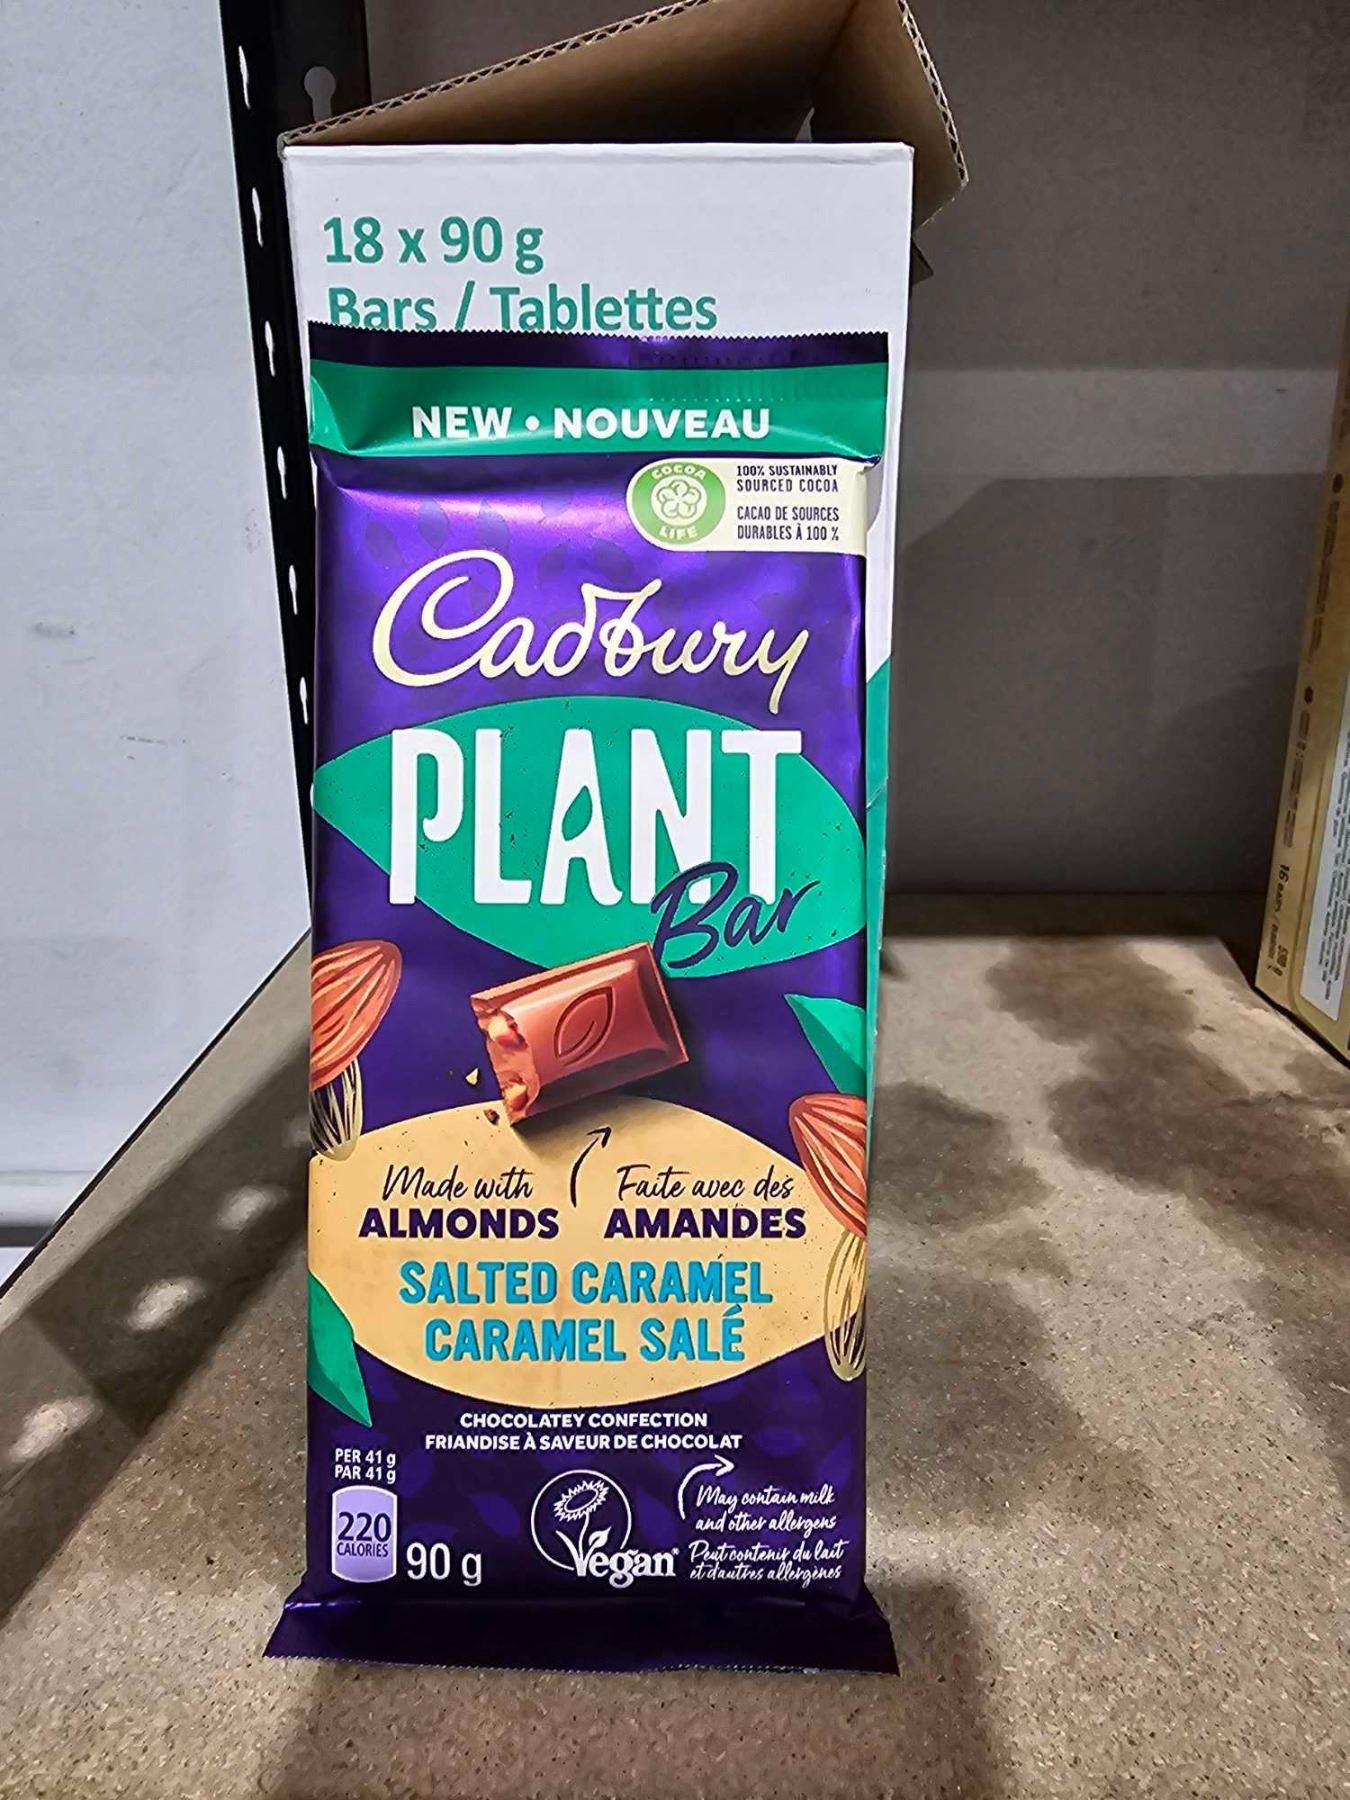 18 x 90 g
Bars / Tablettes
NEW • NOUVEAU
COCOA
LIFE
100% SUSTAINABLY
SOURCED COCOA
CACAO DE SOURCES
DURABLES À 100 %
Cadbury
PLANT
Bar
Made with
ALMONDS
Faite avec des
AMANDES
SALTED CARAMEL
CARAMEL SALÉ
CHOCOLATEY CONFECTION
FRIANDISE À SAVEUR DE CHOCOLAT
PER 41 g
PAR 41 g
220
CALORIES
90 g
Vegan
May contain milk
and other allergens
Peut contenir du lait
et d'autres allergènes